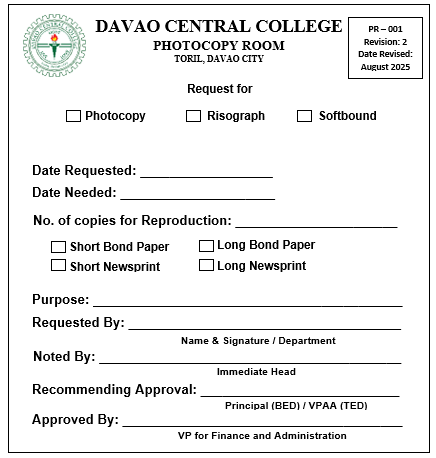 DAVAO CENTRAL COLLEGE
PHOTOCOPY ROOM
TORIL, DAVAO CITY
PR – 001
Revision: 2
Date Revised:
August 2025
Request for
Photocopy Risograph Softbound
Date Requested: ___________________
Date Needed: ______________________
No. of copies for Reproduction: _______________________
Short Bond Paper Long Bond Paper
Short Newsprint Long Newsprint
Purpose: ____________________________________________
Requested By: _______________________________________
Name & Signature / Department
Noted By: ___________________________________________
Immediate Head
Recommending Approval: ____________________________
Principal (BED) / VPAA (TED)
Approved By: ________________________________________
VP for Finance and Administration